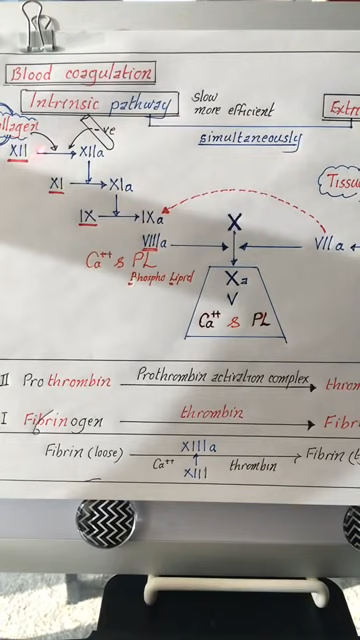 Blood coagulation
Intrinsic pathway
slow
more efficient
Extr
simultaneously
ollagen
-ve
XII XIIa
Tissu
XI XIa
IX IXa
X
VIIIa
VIIa
Ca++ & PL
Phospho Lipid
Xa
V
Ca++ & PL
II Prothrombin Prothrombin activation complex throm
I Fibrinogen thrombin Fibr
Fibrin (loose) XIIIa Fibrin (t
Ca++ thrombin
XIII